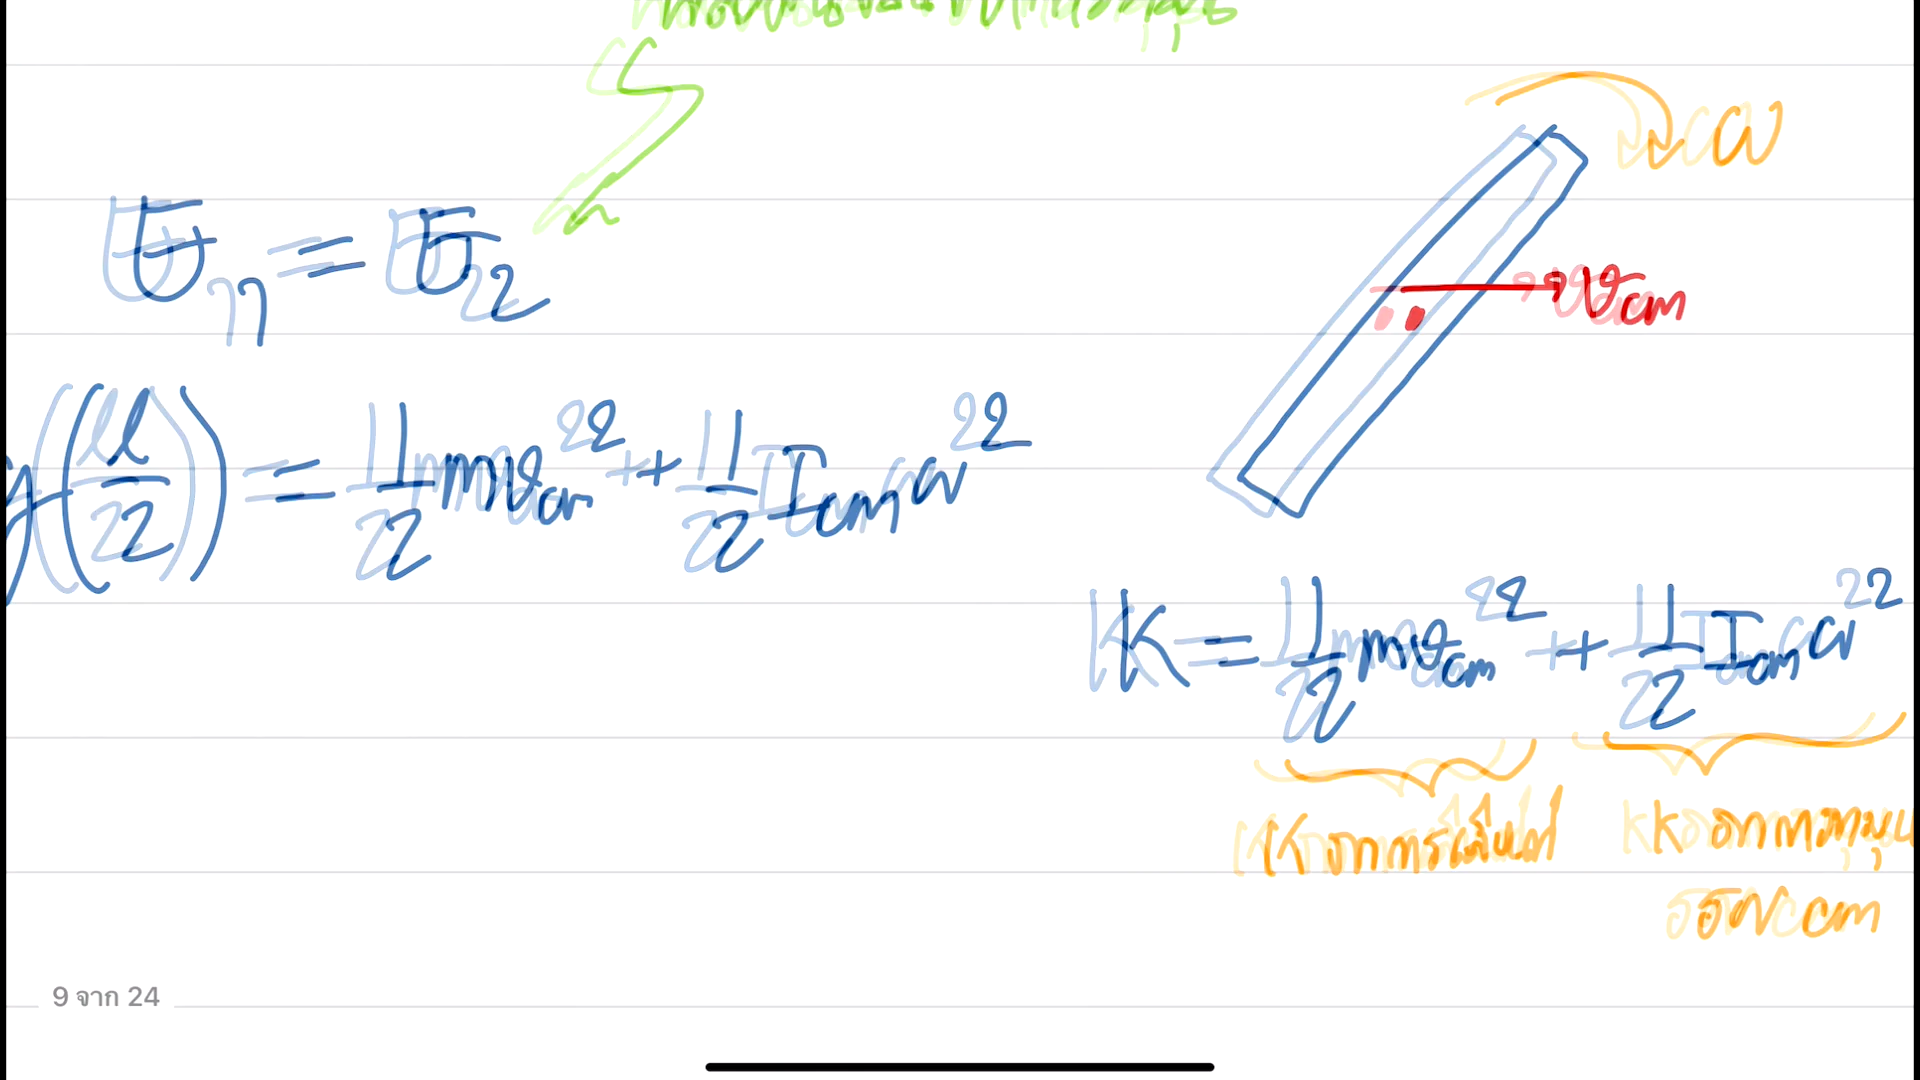 ω
E₁ = E₂
v_cm
(l/2) = 1/2 mv_cm² + 1/2 I_cm ω²
K = 1/2 mv_cm² + 1/2 I_cm ω²
K จากการเคลื่อนที่
K จากการหมุน
รอบ cm
9 จาก 24